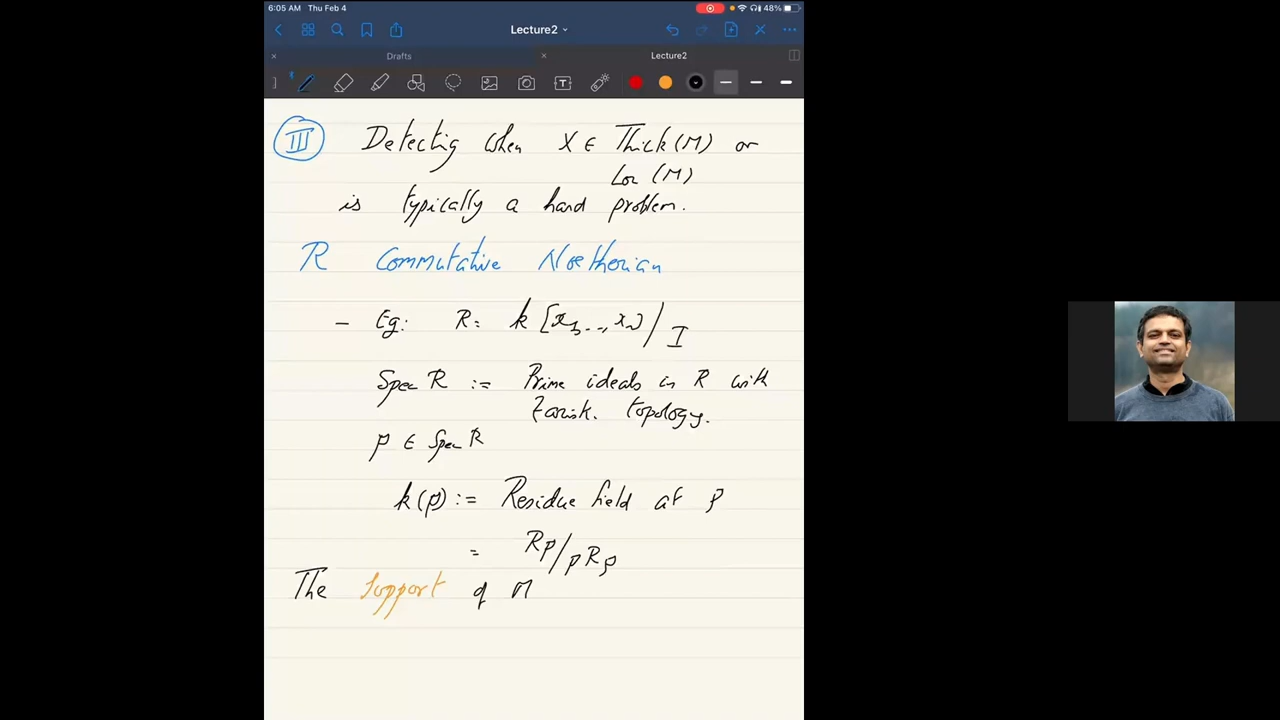 6:05 AM Thu Feb 4
48%
Lecture2
Drafts
Lecture2
III Detecting when X ∈ Thick(M) or
Loc (M)
is typically a hard problem.
R Commutative Noetherian
- Eg: R = k[x₁, .., xₙ]/I
Spec R := Prime ideals in R with
Zariski topology.
p ∈ Spec R
k(p) := Residue field at p
= Rp/pRp
The Support of M